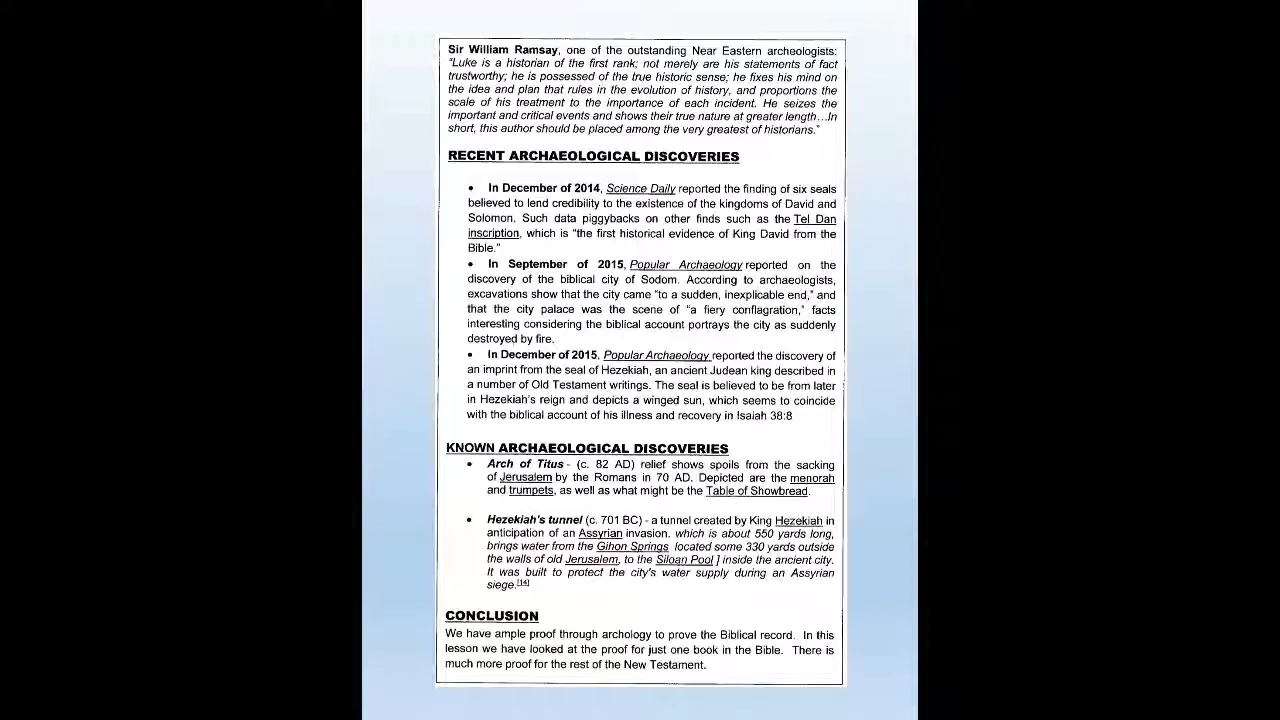 Sir William Ramsay, one of the outstanding Near Eastern archeologists:
"Luke is a historian of the first rank; not merely are his statements of fact
trustworthy; he is possessed of the true historic sense; he fixes his mind on
the idea and plan that rules in the evolution of history, and proportions the
scale of his treatment to the importance of each incident. He seizes the
important and critical events and shows their true nature at greater length…In
short, this author should be placed among the very greatest of historians."
RECENT ARCHAEOLOGICAL DISCOVERIES
• In December of 2014, Science Daily reported the finding of six seals
believed to lend credibility to the existence of the kingdoms of David and
Solomon. Such data piggybacks on other finds such as the Tel Dan
inscription, which is "the first historical evidence of King David from the
Bible."
• In September of 2015, Popular Archaeology reported on the
discovery of the biblical city of Sodom. According to archaeologists,
excavations show that the city came "to a sudden, inexplicable end," and
that the city palace was the scene of "a fiery conflagration," facts
interesting considering the biblical account portrays the city as suddenly
destroyed by fire.
• In December of 2015, Popular Archaeology reported the discovery of
an imprint from the seal of Hezekiah, an ancient Judean king described in
a number of Old Testament writings. The seal is believed to be from later
in Hezekiah's reign and depicts a winged sun, which seems to coincide
with the biblical account of his illness and recovery in Isaiah 38:8
KNOWN ARCHAEOLOGICAL DISCOVERIES
• Arch of Titus - (c. 82 AD) relief shows spoils from the sacking
of Jerusalem by the Romans in 70 AD. Depicted are the menorah
and trumpets, as well as what might be the Table of Showbread.
• Hezekiah's tunnel (c. 701 BC) - a tunnel created by King Hezekiah in
anticipation of an Assyrian invasion. which is about 550 yards long,
brings water from the Gihon Springs located some 330 yards outside
the walls of old Jerusalem, to the Siloan Pool ] inside the ancient city.
It was built to protect the city's water supply during an Assyrian
siege.[14]
CONCLUSION
We have ample proof through archology to prove the Biblical record. In this
lesson we have looked at the proof for just one book in the Bible. There is
much more proof for the rest of the New Testament.